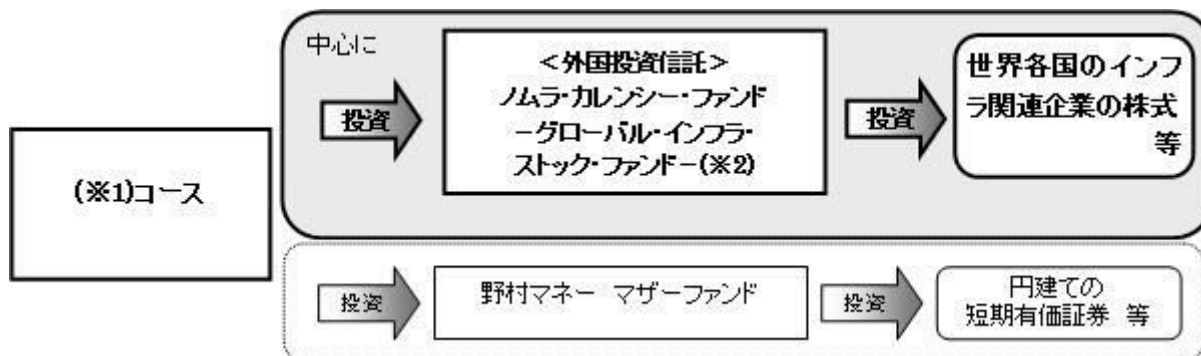 中心に
(※1)コース
投資
＜外国投資信託＞
ノムラ・カレンシー・ファンド
－グローバル・インフラ・
ストック・ファンド－(※2)
投資
世界各国のインフ
ラ関連企業の株式
等
投資
野村マネー マザーファンド
投資
円建ての
短期有価証券 等